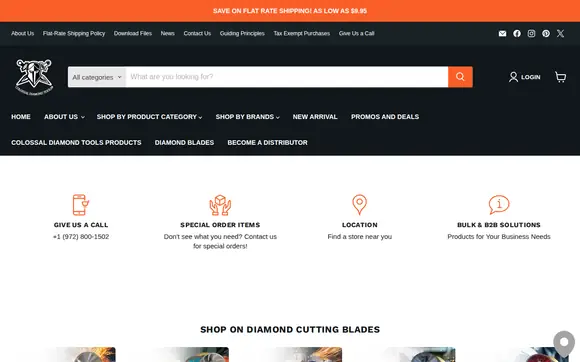 SAVE ON FLAT RATE SHIPPING! AS LOW AS $9.95
About Us Flat-Rate Shipping Policy Download Files News Contact Us Guiding Principles Tax Exempt Purchases Give Us a Call
All categories What are you looking for?
LOGIN
HOME ABOUT US SHOP BY PRODUCT CATEGORY SHOP BY BRANDS NEW ARRIVAL PROMOS AND DEALS
COLOSSAL DIAMOND TOOLS PRODUCTS DIAMOND BLADES BECOME A DISTRIBUTOR
GIVE US A CALL
+1 (972) 800-1502
SPECIAL ORDER ITEMS
Don't see what you need? Contact us
for special orders!
LOCATION
Find a store near you
BULK & B2B SOLUTIONS
Products for Your Business Needs
SHOP ON DIAMOND CUTTING BLADES